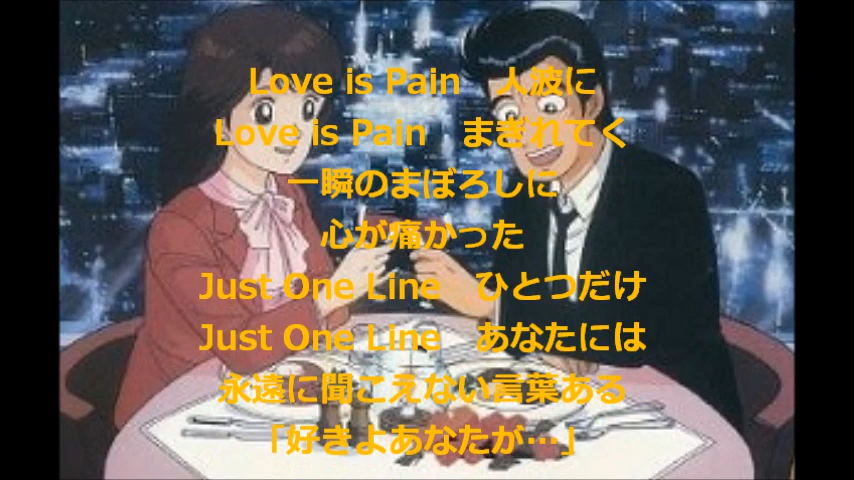 Love is Pain　人波に
Love is Pain　まぎれてく
一瞬のまぼろしに
心が痛かった
Just One Line　ひとつだけ
Just One Line　あなたには
永遠に聞こえない言葉ある
「好きよあなたが…」